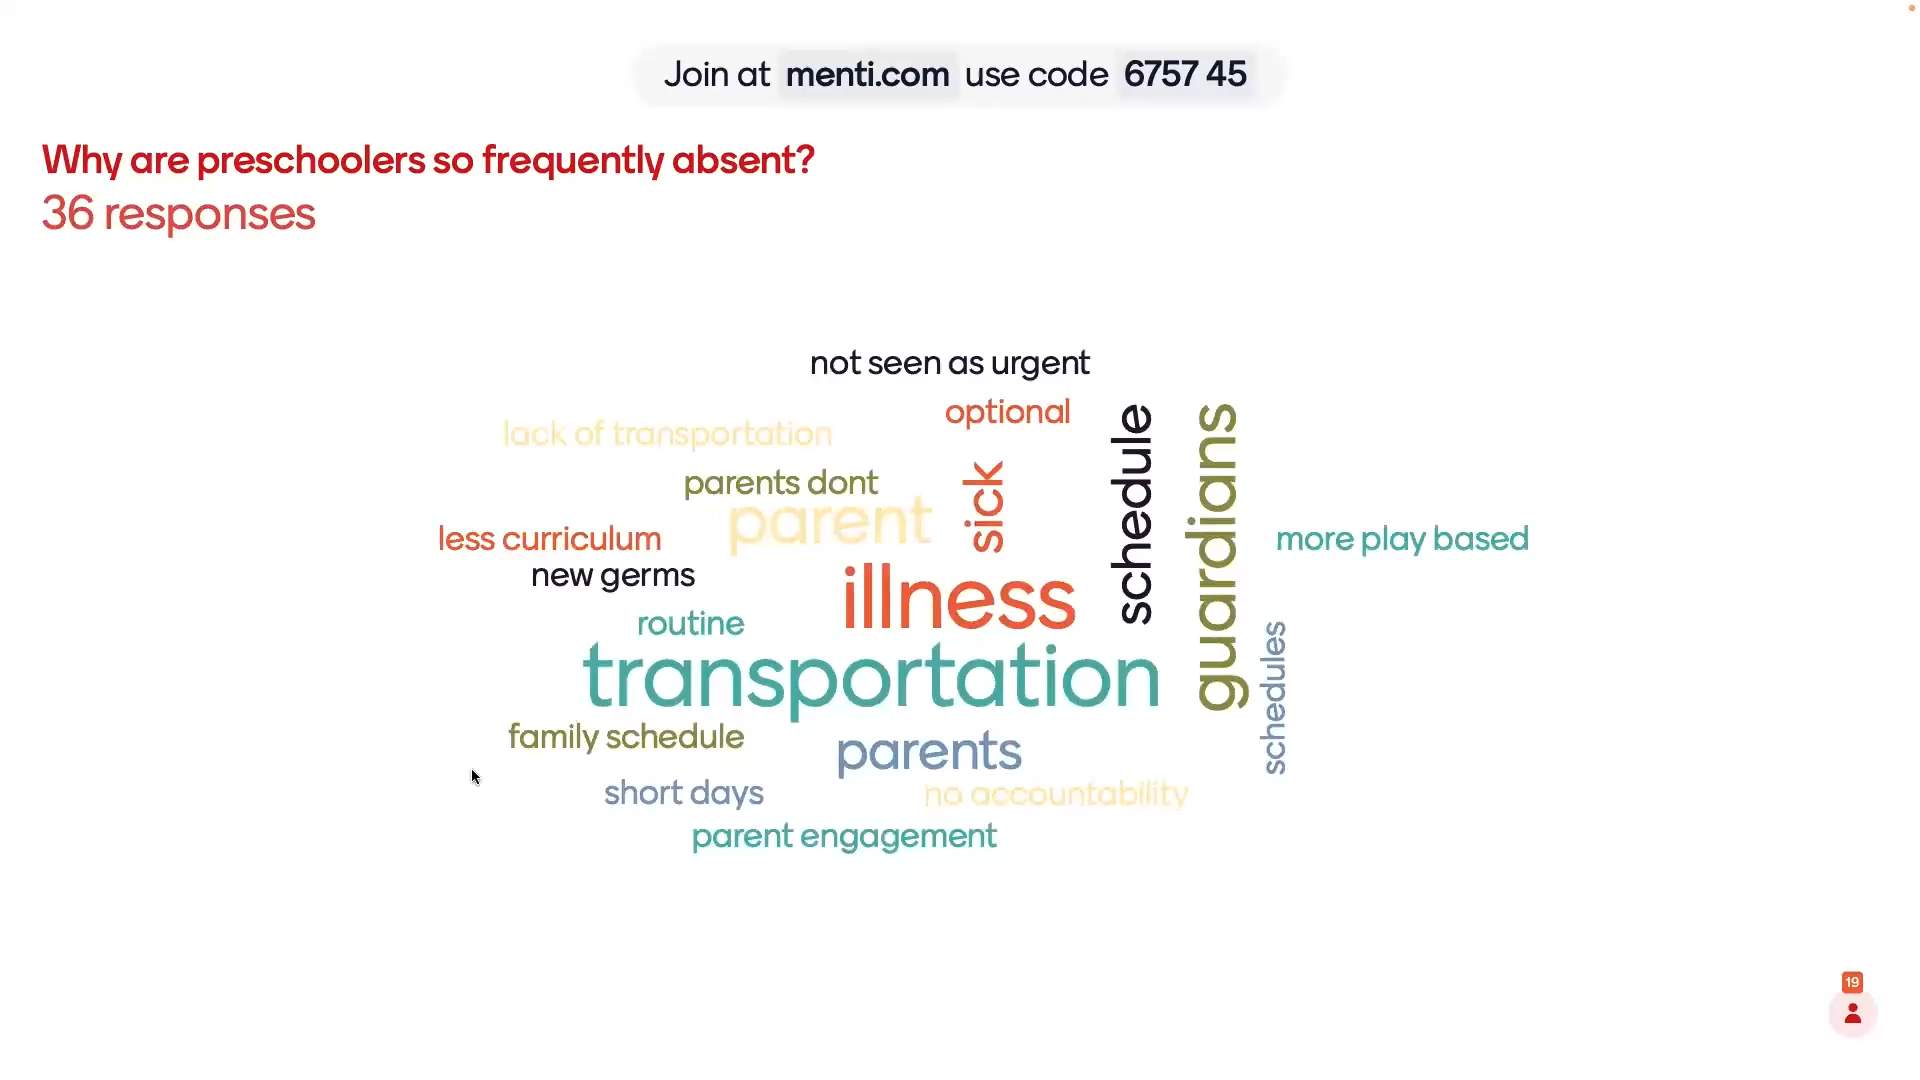 Join at menti.com use code 6757 45
Why are preschoolers so frequently absent?
36 responses
not seen as urgent
optional
lack of transportation
schedule
guardians
parents dont
sick
parent
less curriculum
more play based
new germs
illness
routine
transportation
schedules
family schedule
parents
short days
no accountability
parent engagement
19